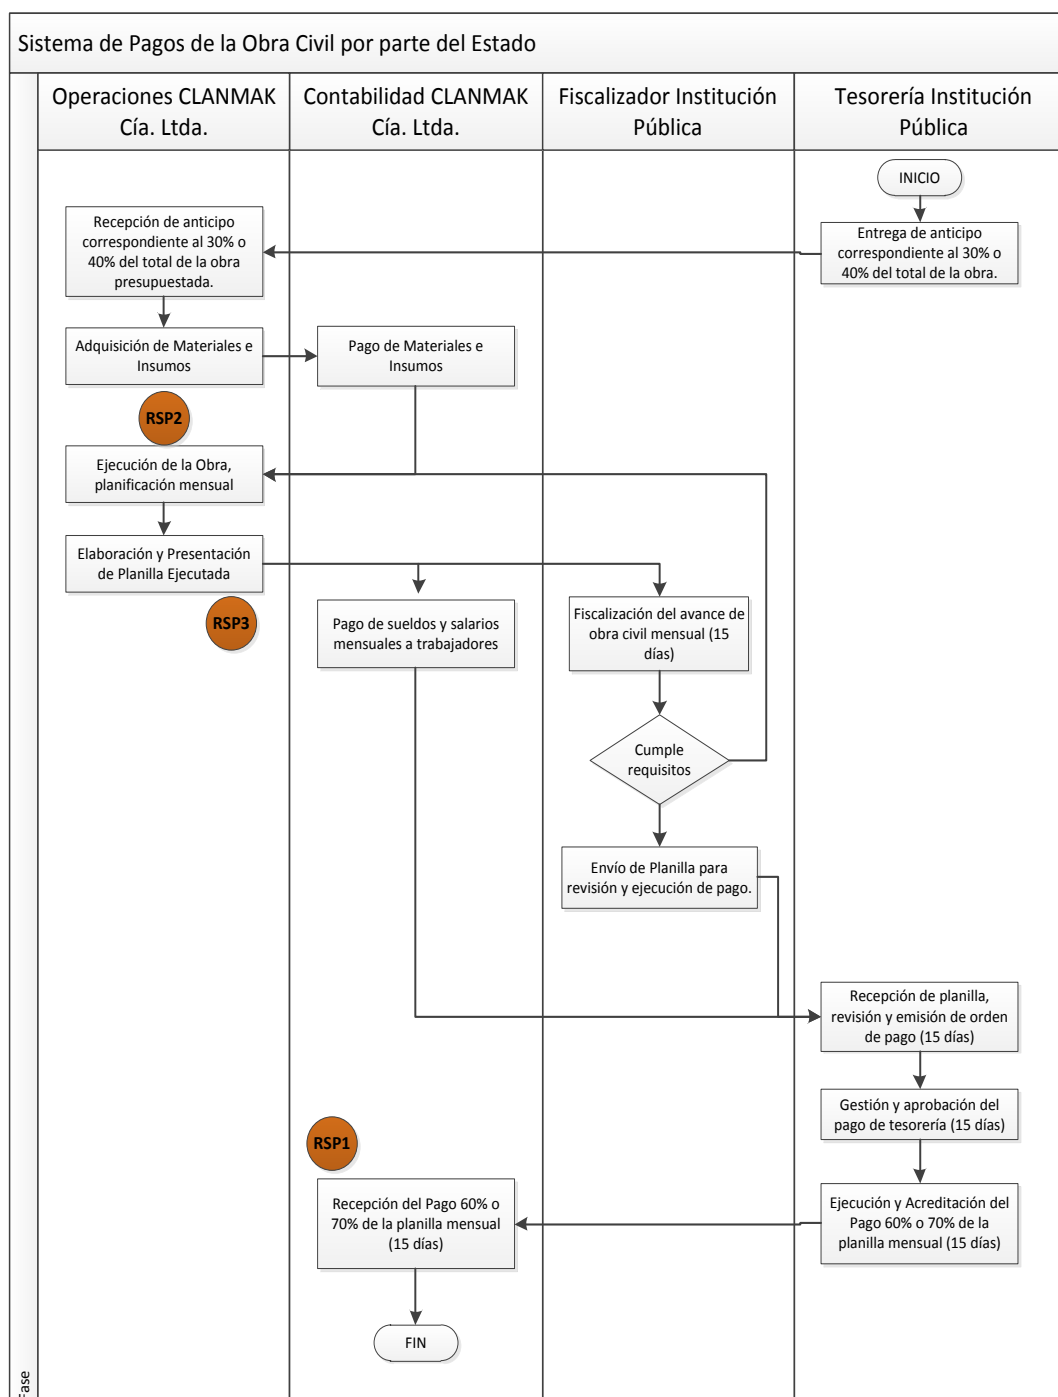 Sistema de Pagos de la Obra Civil por parte del Estado
Operaciones CLANMAK
Cía. Ltda.
Contabilidad CLANMAK
Cía. Ltda.
Fiscalizador Institución
Pública
Tesorería Institución
Pública
INICIO
Recepción de anticipo
correspondiente al 30% o
40% del total de la obra
presupuestada.
Entrega de anticipo
correspondiente al 30% o
40% del total de la obra.
Adquisición de Materiales e
Insumos
Pago de Materiales e
Insumos
RSP2
Ejecución de la Obra,
planificación mensual
Elaboración y Presentación
de Planilla Ejecutada
RSP3
Pago de sueldos y salarios
mensuales a trabajadores
Fiscalización del avance de
obra civil mensual (15
días)
Cumple
requisitos
Envío de Planilla para
revisión y ejecución de pago.
Recepción de planilla,
revisión y emisión de orden
de pago (15 días)
Gestión y aprobación del
pago de tesorería (15 días)
RSP1
Recepción del Pago 60% o
70% de la planilla mensual
(15 días)
Ejecución y Acreditación del
Pago 60% o 70% de la
planilla mensual (15 días)
FIN
Fase